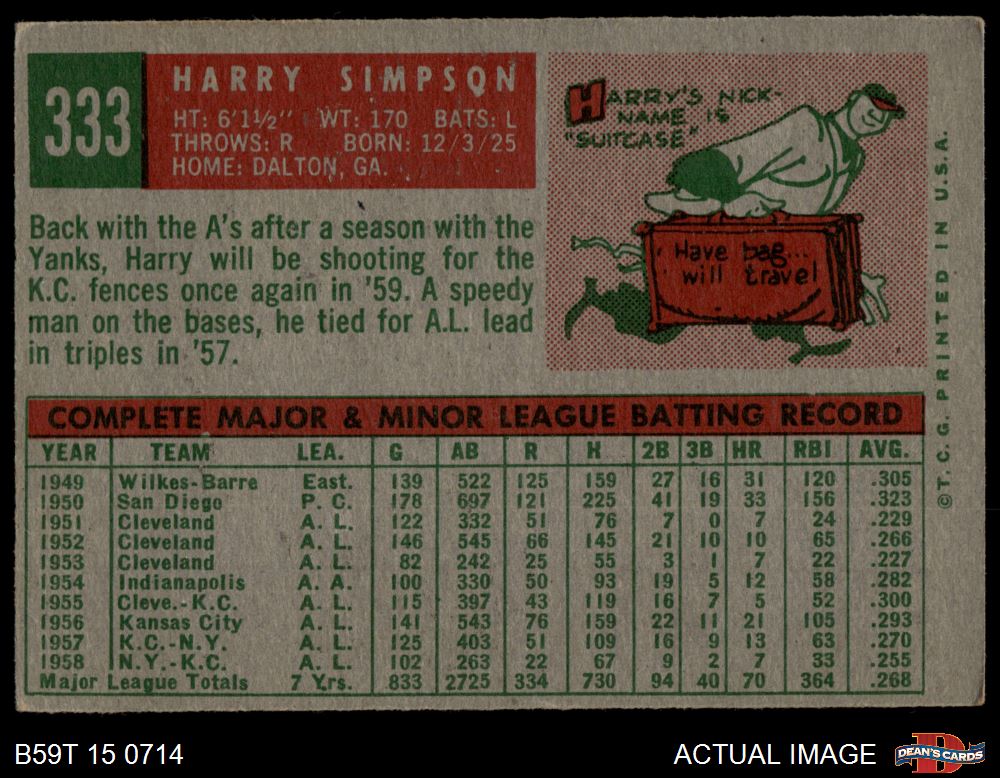 333
HARRY SIMPSON
HT: 6'1½" WT: 170 BATS: L
THROWS: R BORN: 12/3/25
HOME: DALTON, GA.
HARRY'S NICK-
NAME IS
"SUITCASE"
Have bag...
will travel
Back with the A's after a season with the
Yanks, Harry will be shooting for the
K.C. fences once again in '59. A speedy
man on the bases, he tied for A.L. lead
in triples in '57.
©T. C. G. PRINTED IN U.S.A.
COMPLETE MAJOR & MINOR LEAGUE BATTING RECORD
YEAR TEAM LEA. G AB R H 2B 3B HR RBI AVG.
1949 Wilkes-Barre East. 139 522 125 159 27 16 31 120 .305
1950 San Diego P. C. 178 697 121 225 41 19 33 156 .323
1951 Cleveland A. L. 122 332 51 76 7 0 7 24 .229
1952 Cleveland A. L. 146 545 66 145 21 10 10 65 .266
1953 Cleveland A. L. 82 242 25 55 3 1 7 22 .227
1954 Indianapolis A. A. 100 330 50 93 19 5 12 58 .282
1955 Cleve.-K.C. A. L. 115 397 43 119 16 7 5 52 .300
1956 Kansas City A. L. 141 543 76 159 22 11 21 105 .293
1957 K.C.-N.Y. A. L. 125 403 51 109 16 9 13 63 .270
1958 N.Y.-K.C. A. L. 102 263 22 67 9 2 7 33 .255
Major League Totals 7 Yrs. 833 2725 334 730 94 40 70 364 .268
B59T 15 0714
ACTUAL IMAGE
DEAN'S CARDS